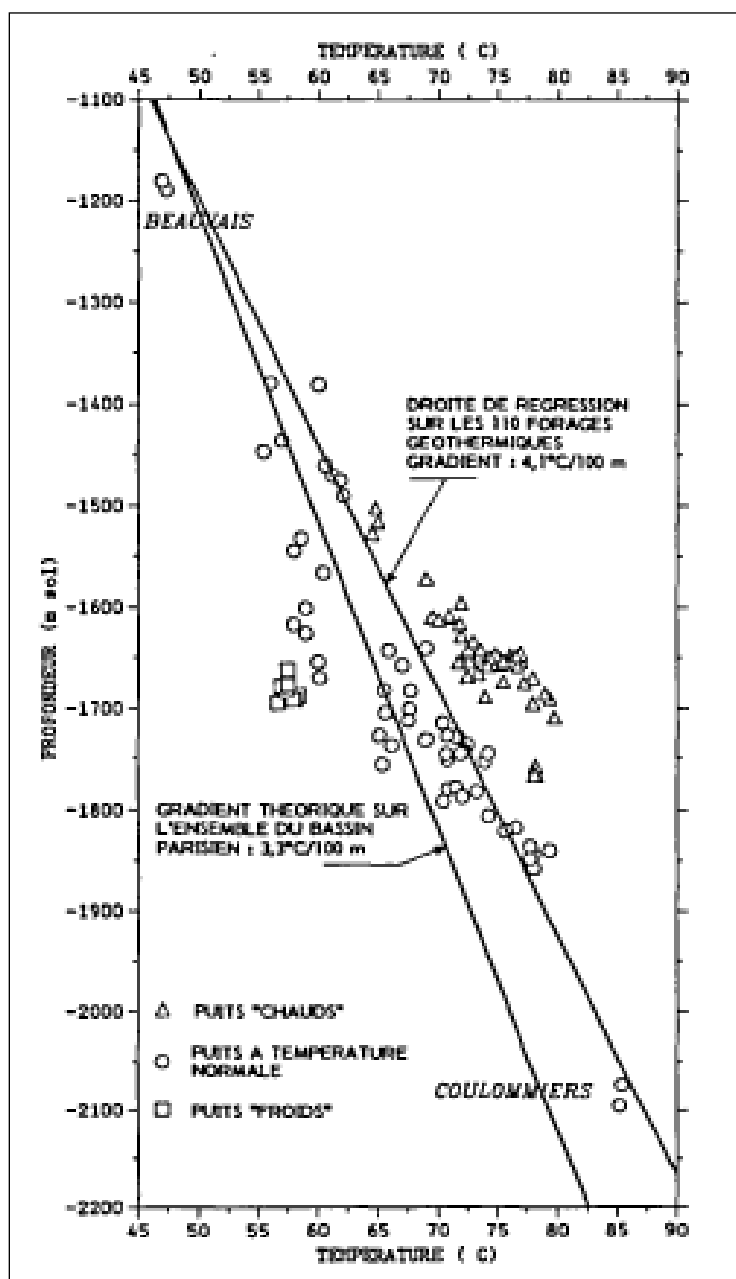 TEMPERATURE ( C)
45 50 55 60 65 70 75 80 85 90
-1100
-1200
-1300
-1400
-1500
-1600
-1700
-1800
-1900
-2000
-2100
-2200
PROFONDEUR (m sol)
BEAUVAIS
DROITE DE REGRESSION
SUR LES 110 FORAGES
GEOTHERMIQUES
GRADIENT : 4,1°C/100 m
GRADIENT THEORIQUE SUR
L'ENSEMBLE DU BASSIN
PARISIEN : 3,3°C/100 m
PUITS "CHAUDS"
PUITS A TEMPERATURE
NORMALE
PUITS "FROIDS"
COULOMMIERS
45 50 55 60 65 70 75 80 85 90
TEMPERATURE ( C)